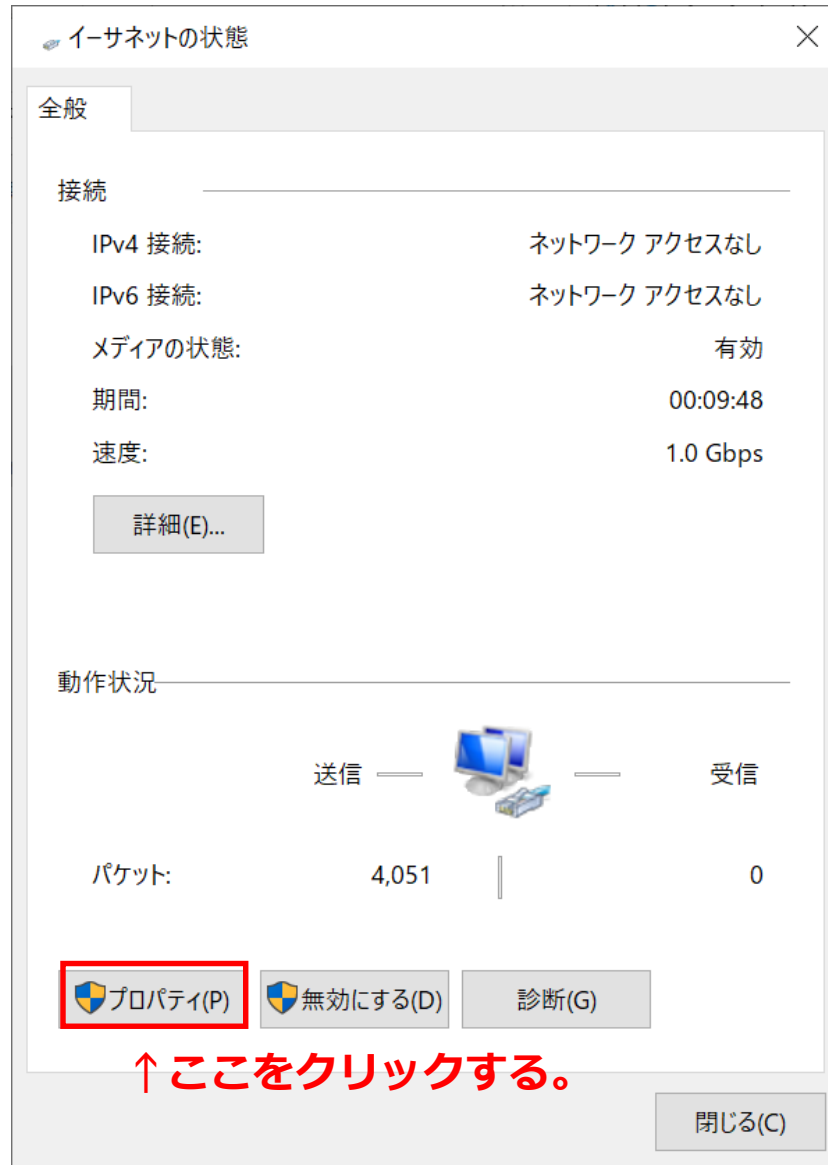 イーサネットの状態
全般
接続
IPv4 接続: ネットワーク アクセスなし
IPv6 接続: ネットワーク アクセスなし
メディアの状態: 有効
期間: 00:09:48
速度: 1.0 Gbps
詳細(E)...
動作状況
送信 受信
パケット: 4,051 0
プロパティ(P) 無効にする(D) 診断(G)
↑ここをクリックする。
閉じる(C)